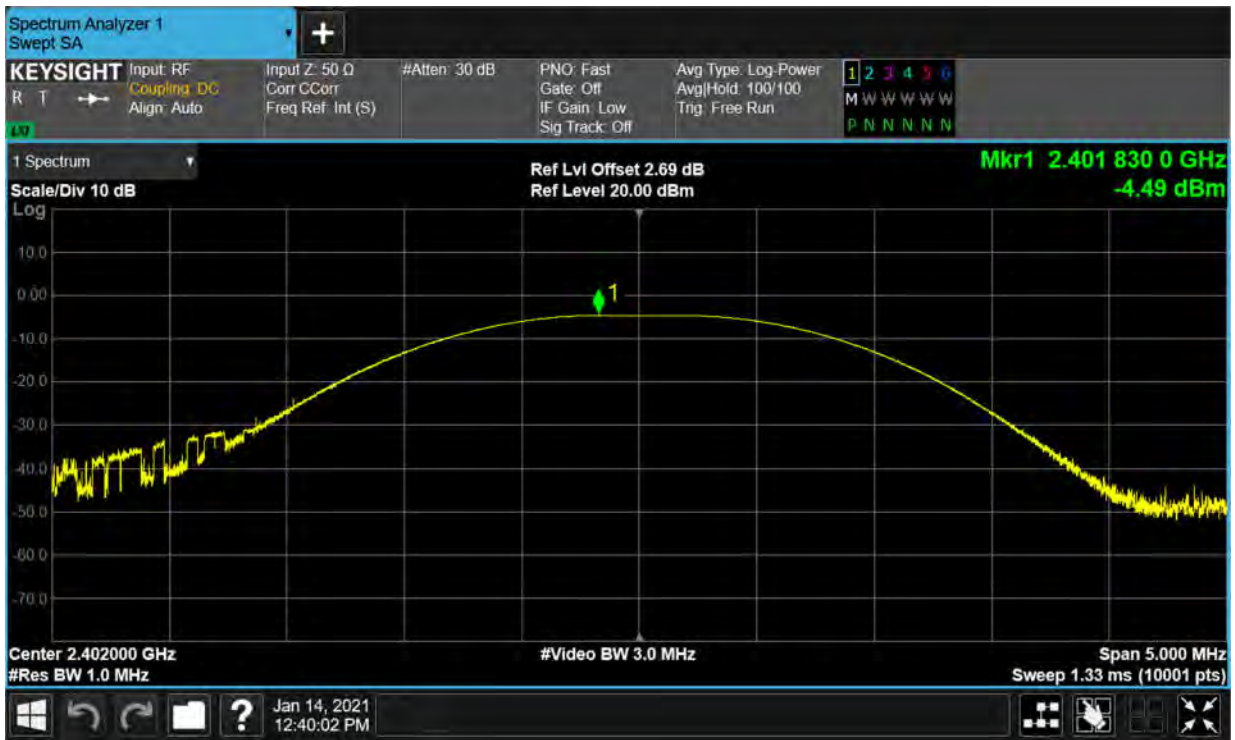 Spectrum Analyzer 1
Swept SA
+
KEYSIGHT Input: RF Input Z: 50 Ω #Atten: 30 dB PNO: Fast Avg Type: Log-Power 1 2 3 4 5 6
R T Coupling: DC Corr CCorr Gate: Off Avg|Hold: 100/100 M W W W W W
Align: Auto Freq Ref: Int (S) IF Gain: Low Trig: Free Run
Sig Track: Off P N N N N N
1 Spectrum Ref Lvl Offset 2.69 dB Mkr1 2.401 830 0 GHz
Scale/Div 10 dB Ref Level 20.00 dBm -4.49 dBm
Log
10.0
0.00
1
-10.0
-20.0
-30.0
-40.0
-50.0
-60.0
-70.0
Center 2.402000 GHz #Video BW 3.0 MHz Span 5.000 MHz
#Res BW 1.0 MHz Sweep 1.33 ms (10001 pts)
? Jan 14, 2021
12:40:02 PM